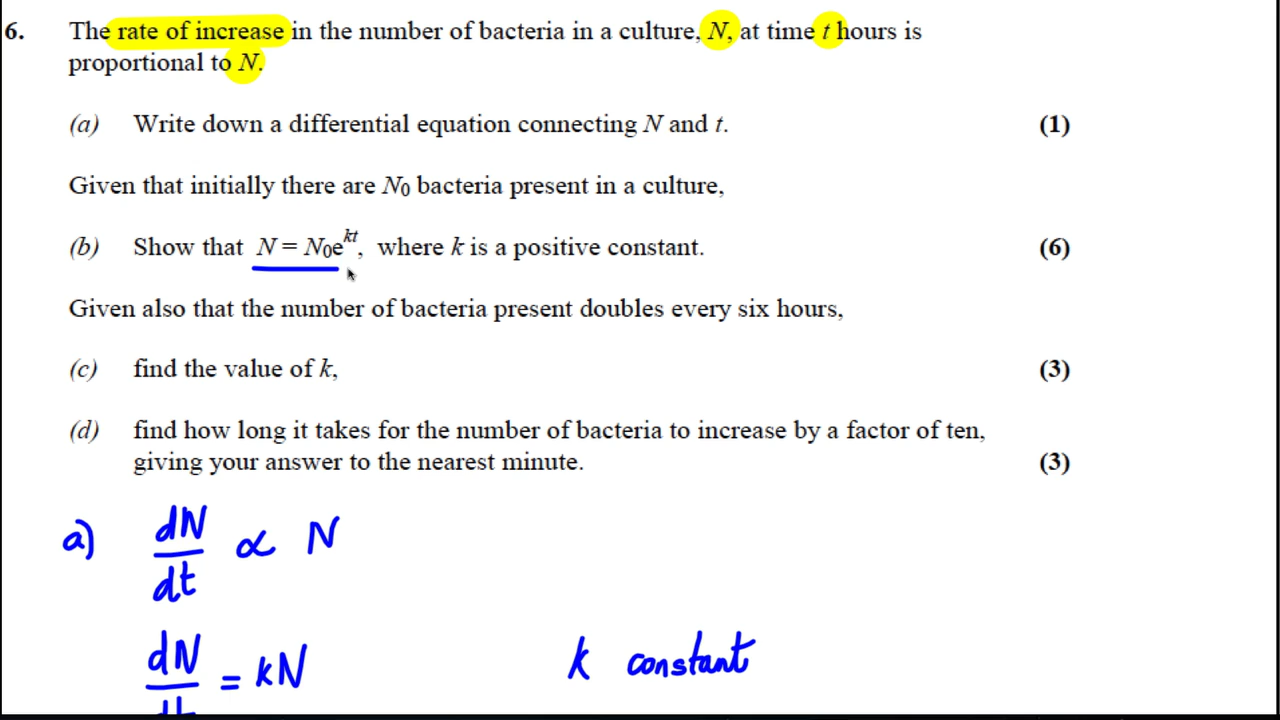 6. The rate of increase in the number of bacteria in a culture, N, at time t hours is
proportional to N.
(a) Write down a differential equation connecting N and t. (1)
Given that initially there are N₀ bacteria present in a culture,
(b) Show that N = N₀e^{kt}, where k is a positive constant. (6)
Given also that the number of bacteria present doubles every six hours,
(c) find the value of k, (3)
(d) find how long it takes for the number of bacteria to increase by a factor of ten,
giving your answer to the nearest minute. (3)
a) dN/dt ∝ N
dN/dt = kN k constant